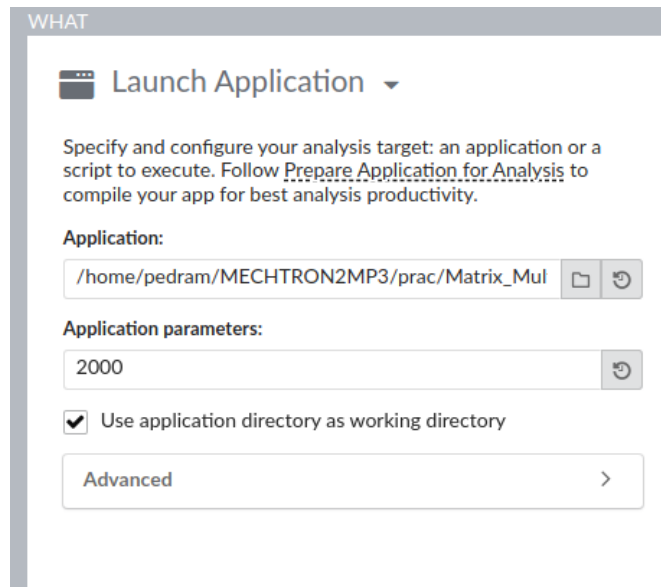 WHAT
Launch Application
Specify and configure your analysis target: an application or a
script to execute. Follow Prepare Application for Analysis to
compile your app for best analysis productivity.
Application:
/home/pedram/MECHTRON2MP3/prac/Matrix_Mul
Application parameters:
2000
Use application directory as working directory
Advanced